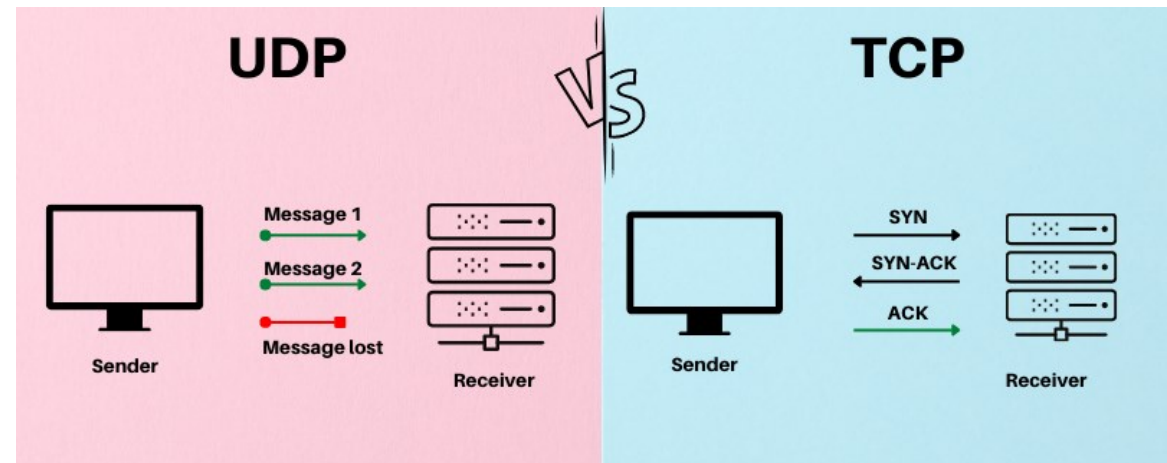 UDP
VS
TCP
Message 1
Message 2
Message lost
Sender
Receiver
SYN
SYN-ACK
ACK
Sender
Receiver